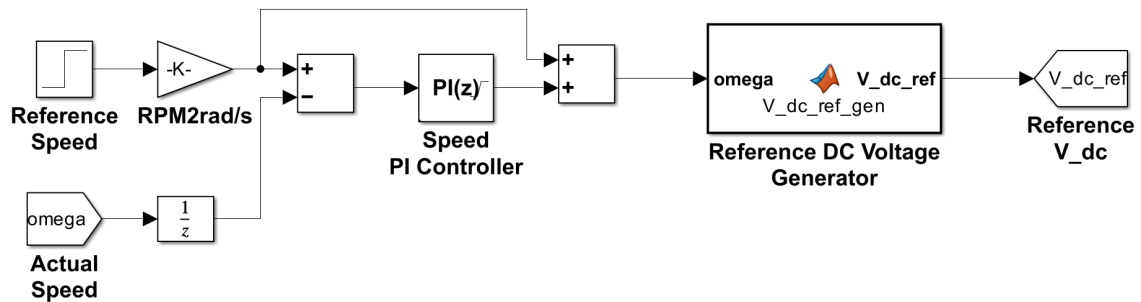 -K-
+
−
PI(z)
+
+
omega
V_dc_ref
V_dc_ref_gen
V_dc_ref
Reference
Speed
RPM2rad/s
Speed
PI Controller
Reference DC Voltage
Generator
Reference
V_dc
omega
1
z
Actual
Speed